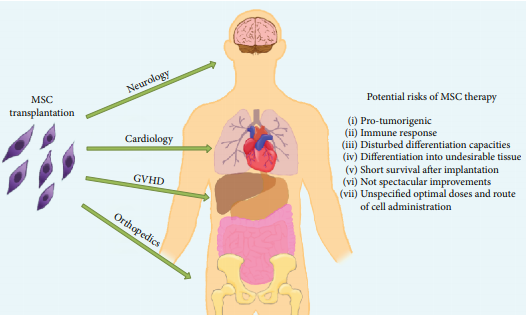 MSC
transplantation
Neurology
Cardiology
GVHD
Orthopedics
Potential risks of MSC therapy
(i) Pro-tumorigenic
(ii) Immune response
(iii) Disturbed differentiation capacities
(iv) Differentiation into undesirable tissue
(v) Short survival after implantation
(vi) Not spectacular improvements
(vii) Unspecified optimal doses and route
of cell administration